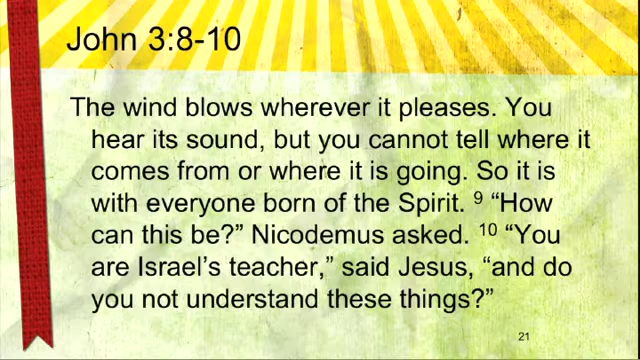 John 3:8-10
The wind blows wherever it pleases. You
hear its sound, but you cannot tell where it
comes from or where it is going. So it is
with everyone born of the Spirit. ⁹ “How
can this be?” Nicodemus asked. ¹⁰ “You
are Israel’s teacher,” said Jesus, “and do
you not understand these things?”
21